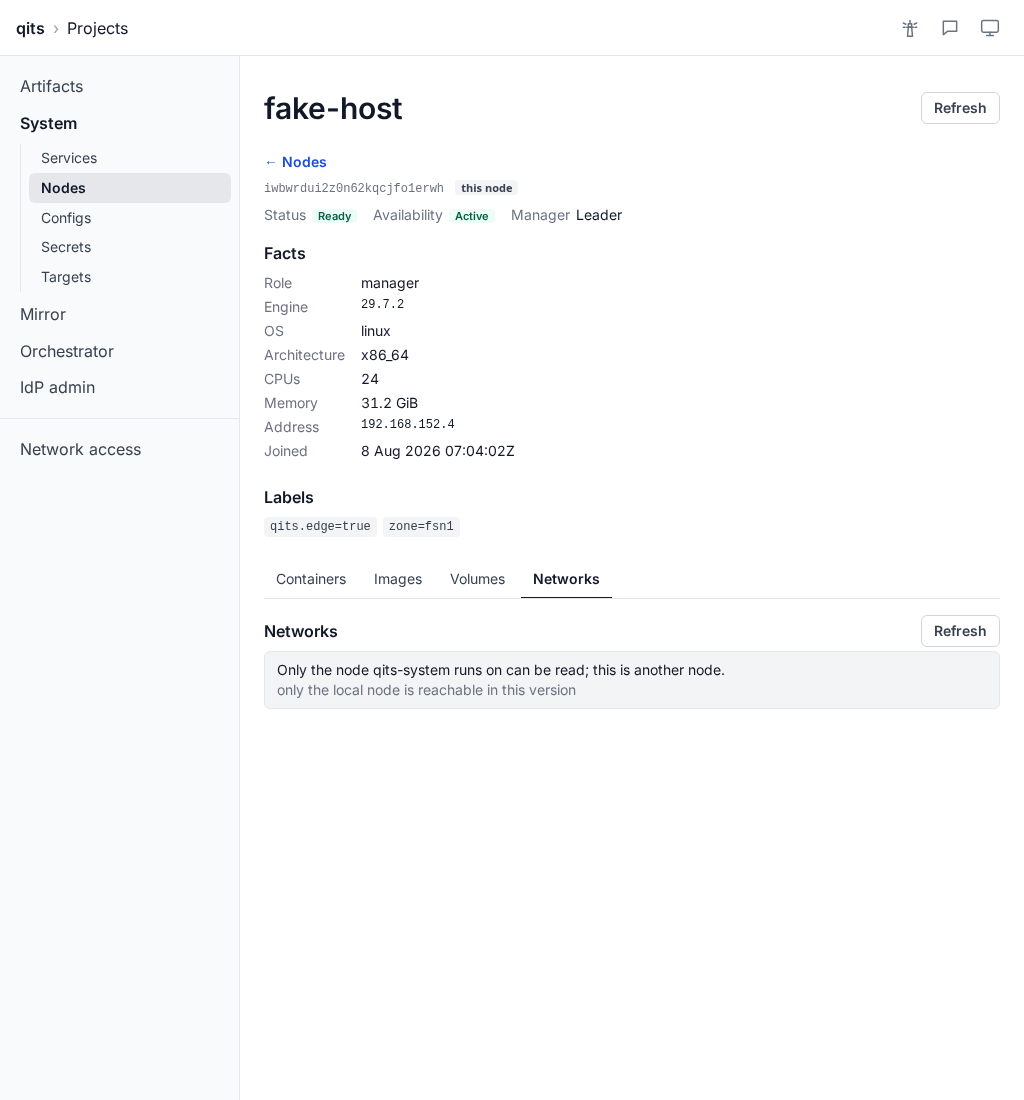 qits › Projects
Artifacts
System
Services
Nodes
Configs
Secrets
Targets
Mirror
Orchestrator
IdP admin
Network access
fake-host
Refresh
← Nodes
iwbwrdui2z0n62kqcjfo1erwh this node
Status Ready Availability Active Manager Leader
Facts
Role manager
Engine 29.7.2
OS linux
Architecture x86_64
CPUs 24
Memory 31.2 GiB
Address 192.168.152.4
Joined 8 Aug 2026 07:04:02Z
Labels
qits.edge=true zone=fsn1
Containers Images Volumes Networks
Networks Refresh
Only the node qits-system runs on can be read; this is another node.
only the local node is reachable in this version